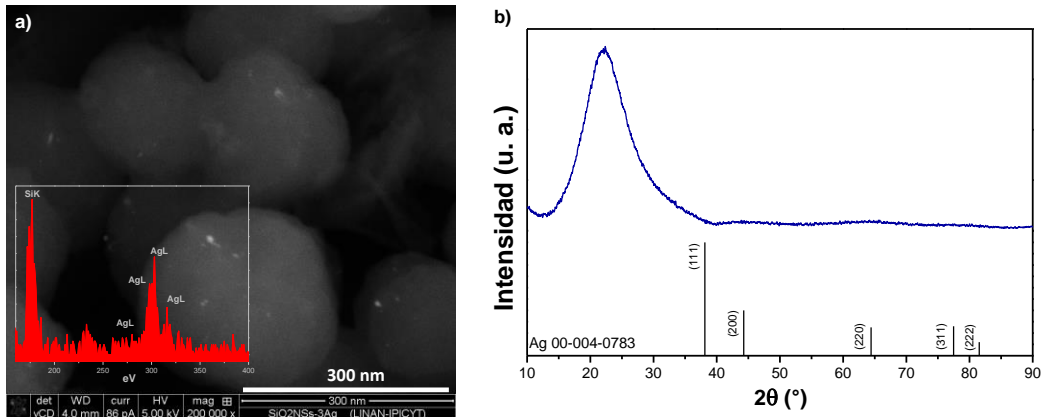 a)
SiK
AgL
AgL
AgL
AgL
200 250 300 350 400
eV
300 nm
det WD curr HV mag 300 nm
vCD 4.0 mm 86 pA 5.00 kV 200 000 x SiO2NSs-3Ag (LINAN-IPICYT)
b)
Intensidad (u. a.)
(111)
(200)
(220)
(311)
(222)
Ag 00-004-0783
10 20 30 40 50 60 70 80 90
2θ (°)